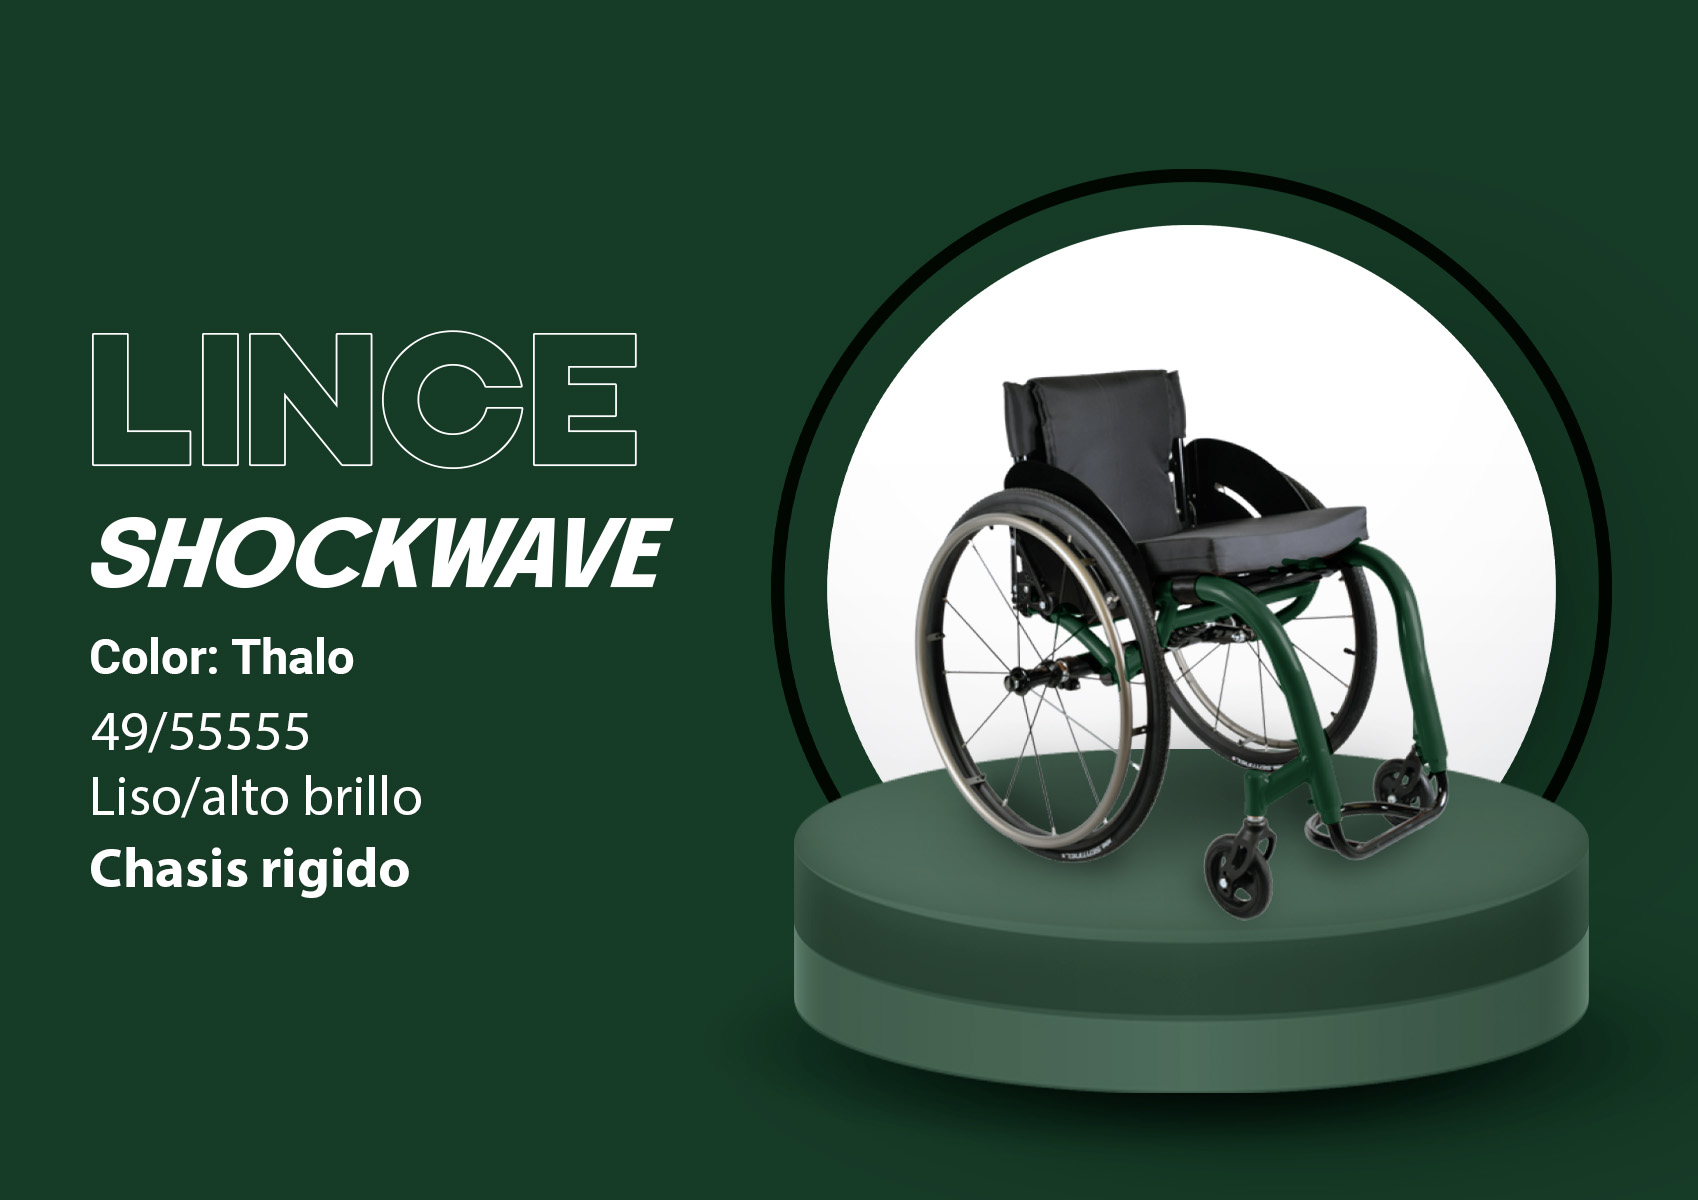 LINCE
SHOCKWAVE
Color: Thalo
49/55555
Liso/alto brillo
Chasis rigido